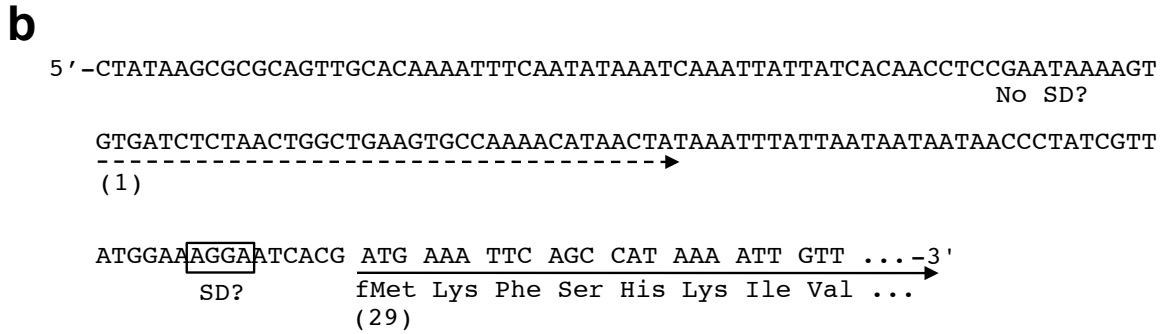 b
5′-CTATAAGCGCGCAGTTGCACAAAATTTCAATATAAATCAAATTATTATCACAACCTCCGAATAAAAGT
No SD?
GTGATCTCTAACTGGCTGAAGTGCCAAAACATAACTATAAATTTATTAATAATAATAACCCTATCGTT
(1)
ATGGAAAGGAATCACG ATG AAA TTC AGC CAT AAA ATT GTT ...-3'
SD? fMet Lys Phe Ser His Lys Ile Val ...
(29)